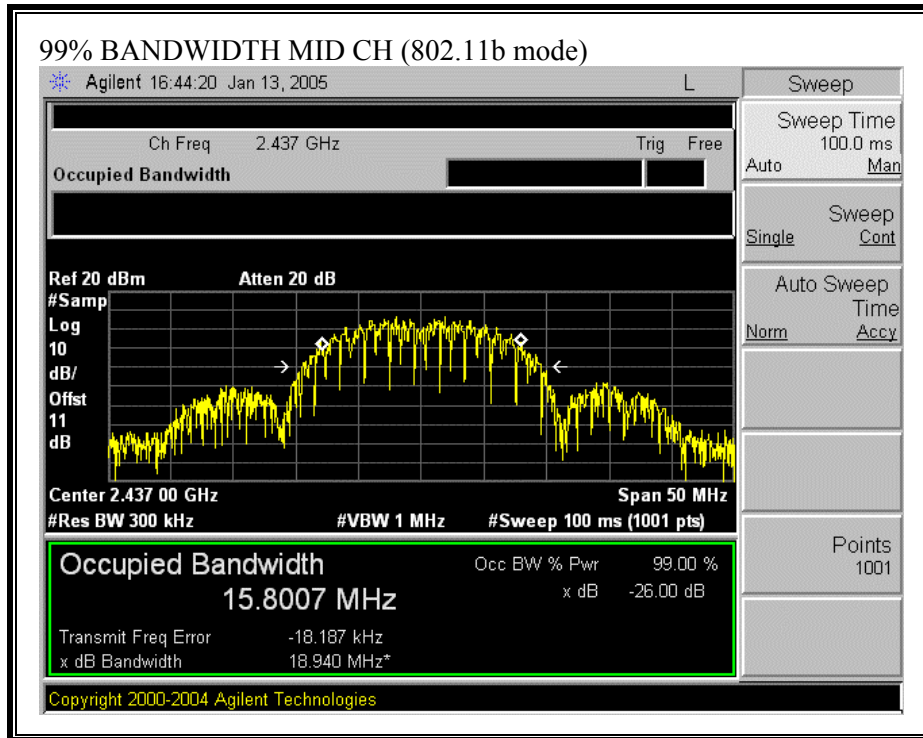 99% BANDWIDTH MID CH (802.11b mode)
Agilent 16:44:20 Jan 13, 2005 L Sweep
Ch Freq 2.437 GHz Trig Free
Occupied Bandwidth
Sweep Time
100.0 ms
Auto Man
Sweep
Single Cont
Auto Sweep
Time
Norm Accy
Points
1001
Ref 20 dBm Atten 20 dB
#Samp
Log
10
dB/
Offst
11
dB
Center 2.437 00 GHz Span 50 MHz
#Res BW 300 kHz #VBW 1 MHz #Sweep 100 ms (1001 pts)
Occupied Bandwidth
15.8007 MHz
Occ BW % Pwr 99.00 %
x dB -26.00 dB
Transmit Freq Error -18.187 kHz
x dB Bandwidth 18.940 MHz*
Copyright 2000-2004 Agilent Technologies